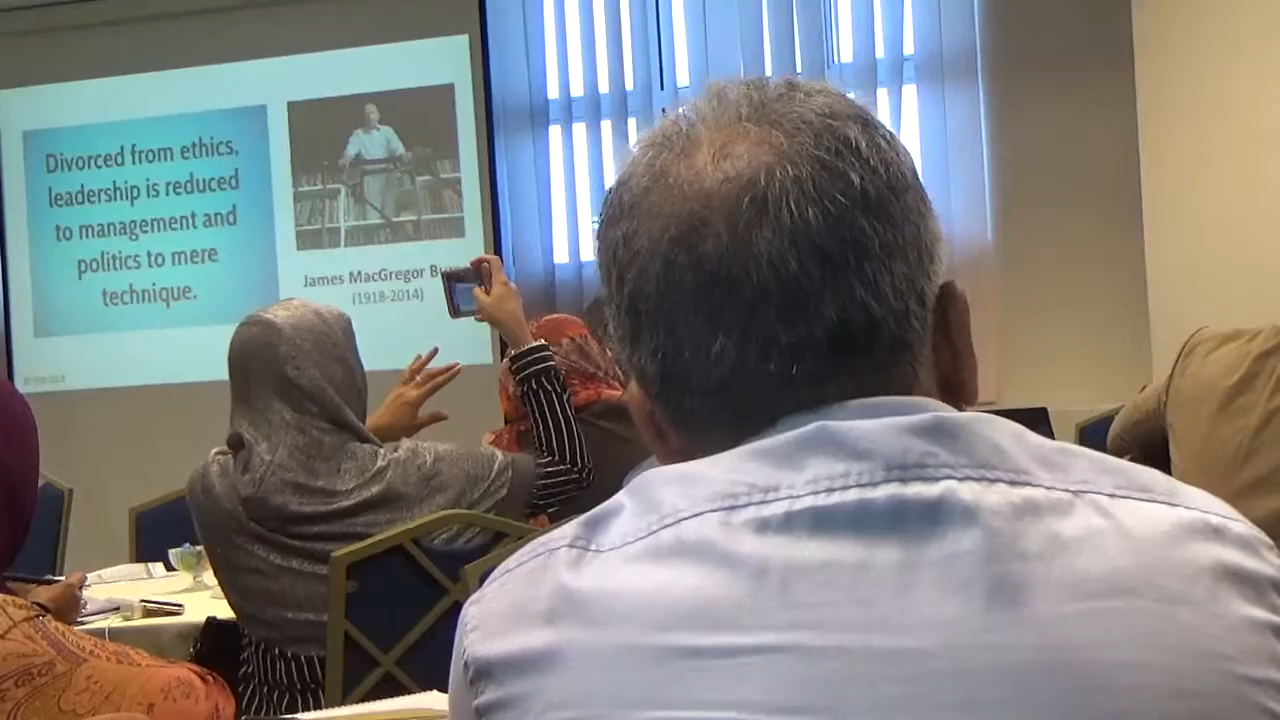 Divorced from ethics,
leadership is reduced
to management and
politics to mere
technique.
James MacGregor
(1918-2014)